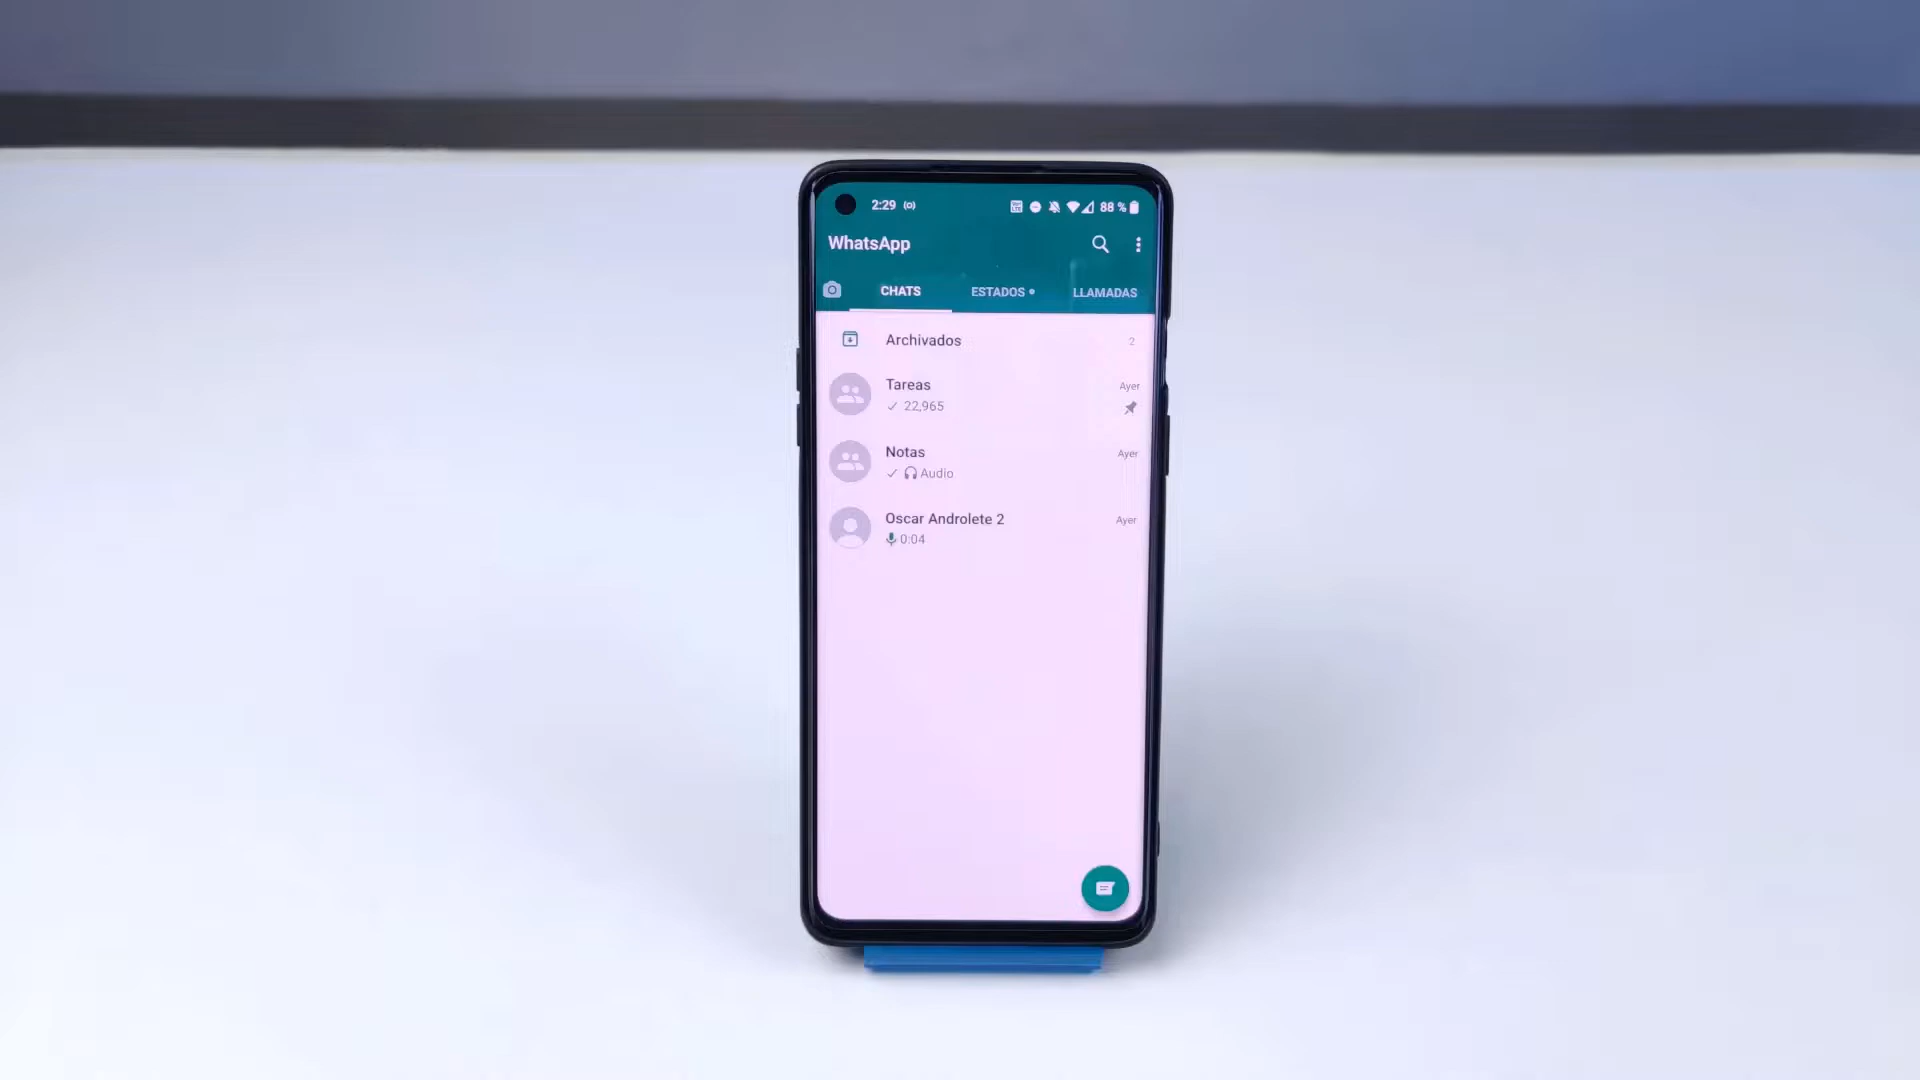 2:29 88 %
WhatsApp
CHATS ESTADOS • LLAMADAS
Archivados 2
Tareas Ayer
22,965
Notas Ayer
Audio
Oscar Androlete 2 Ayer
0:04